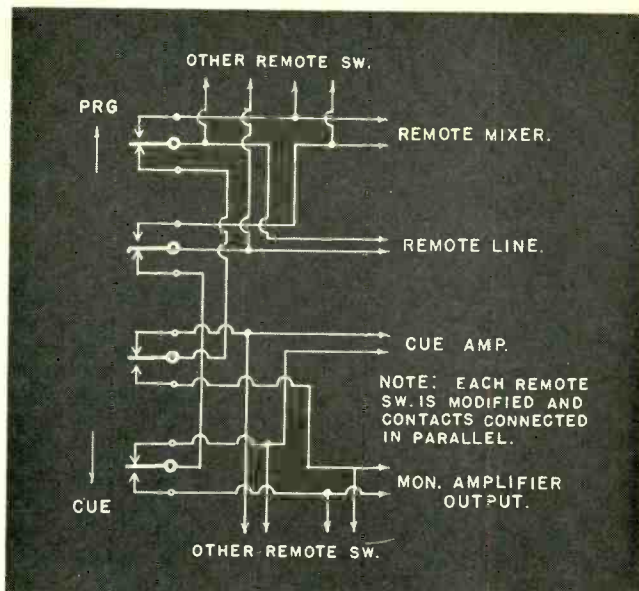 OTHER REMOTE SW.
PRG
REMOTE MIXER.
REMOTE LINE.
CUE AMP.
NOTE: EACH REMOTE
SW. IS MODIFIED AND
CONTACTS CONNECTED
IN PARALLEL.
MON. AMPLIFIER
OUTPUT.
CUE
OTHER REMOTE SW.